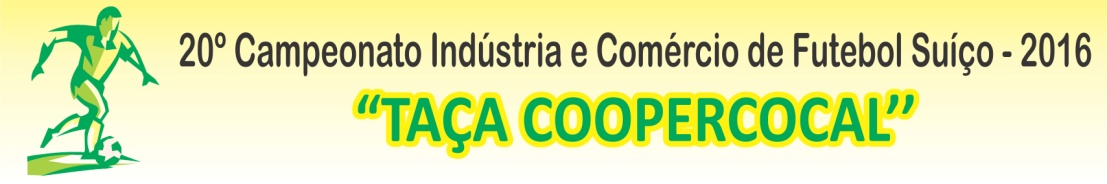 20º Campeonato Indústria e Comércio de Futebol Suíço - 2016
“TAÇA COOPERCOCAL’’